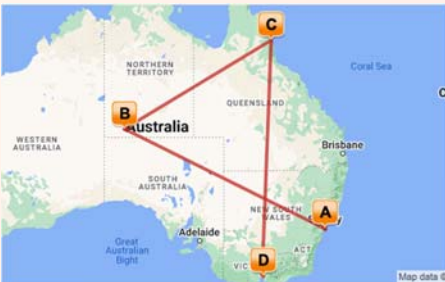 C
Coral Sea
NORTHERN
TERRITORY
B
Australia
QUEENSLAND
WESTERN
AUSTRALIA
Brisbane
SOUTH
AUSTRALIA
A
NEW SOUTH
WALES
Adelaide
Great
Australian
Bight
D
ACT
VIC
Map data ©